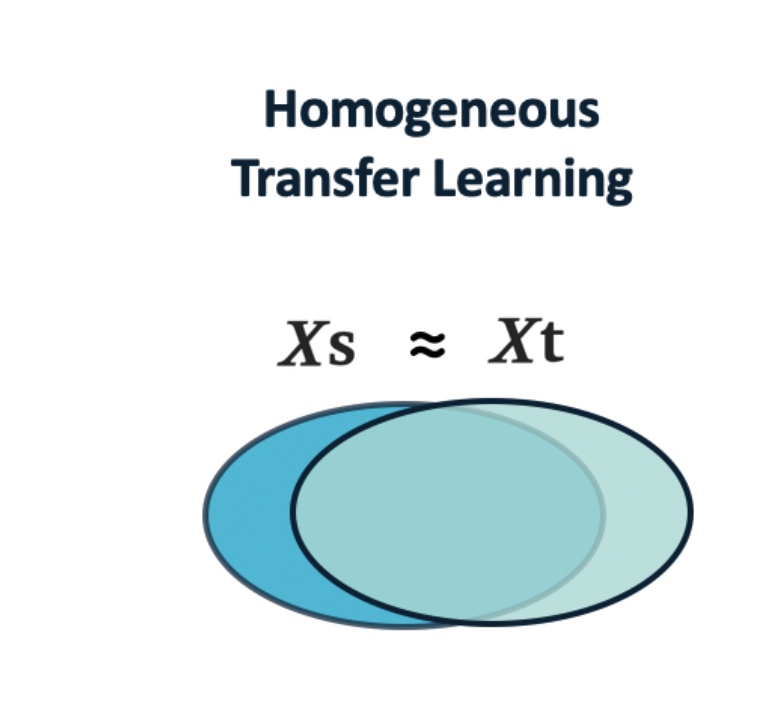 Homogeneous
Transfer Learning
Xs ≈ Xt